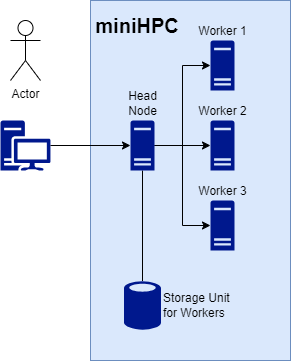 miniHPC
Worker 1
Actor
Head
Node
Worker 2
Worker 3
Storage Unit
for Workers